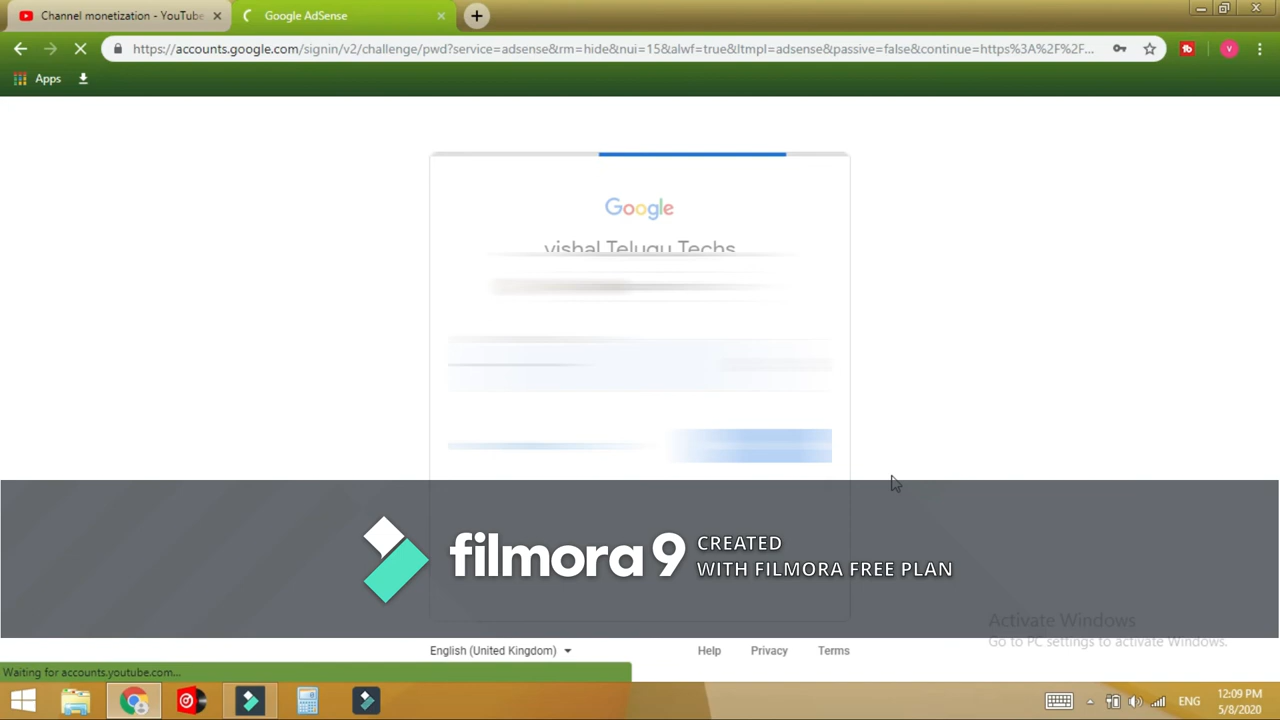 Channel monetization - YouTube
Google AdSense
https://accounts.google.com/signin/v2/challenge/pwd?service=adsense&rm=hide&nui=15&alwf=true&ltmpl=adsense&passive=false&continue=https%3A%2F%2F...
V
Apps
Google
vishal Telugu Techs
filmora9
CREATED
WITH FILMORA FREE PLAN
Activate Windows
Go to PC settings to activate Windows.
English (United Kingdom)
Help
Privacy
Terms
Waiting for accounts.youtube.com...
ENG
12:09 PM
5/8/2020